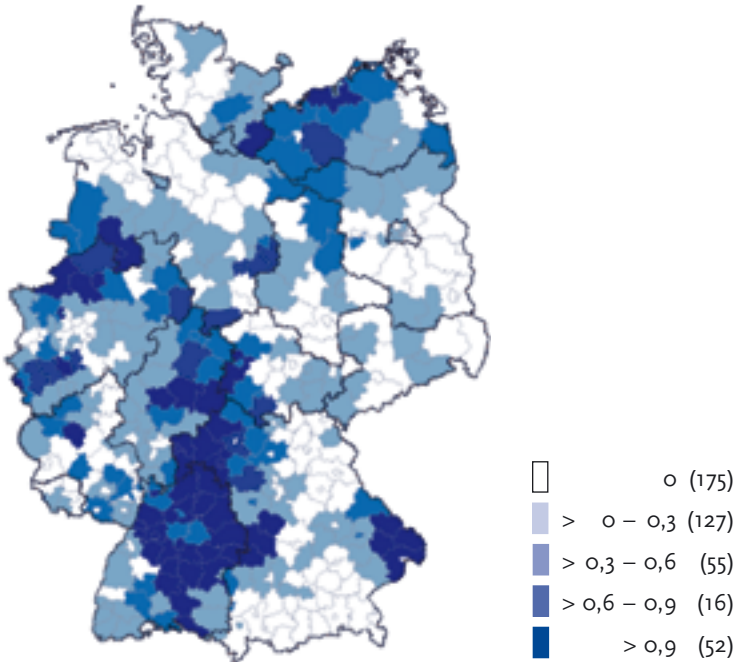 0 (175)
> 0 – 0,3 (127)
> 0,3 – 0,6 (55)
> 0,6 – 0,9 (16)
> 0,9 (52)